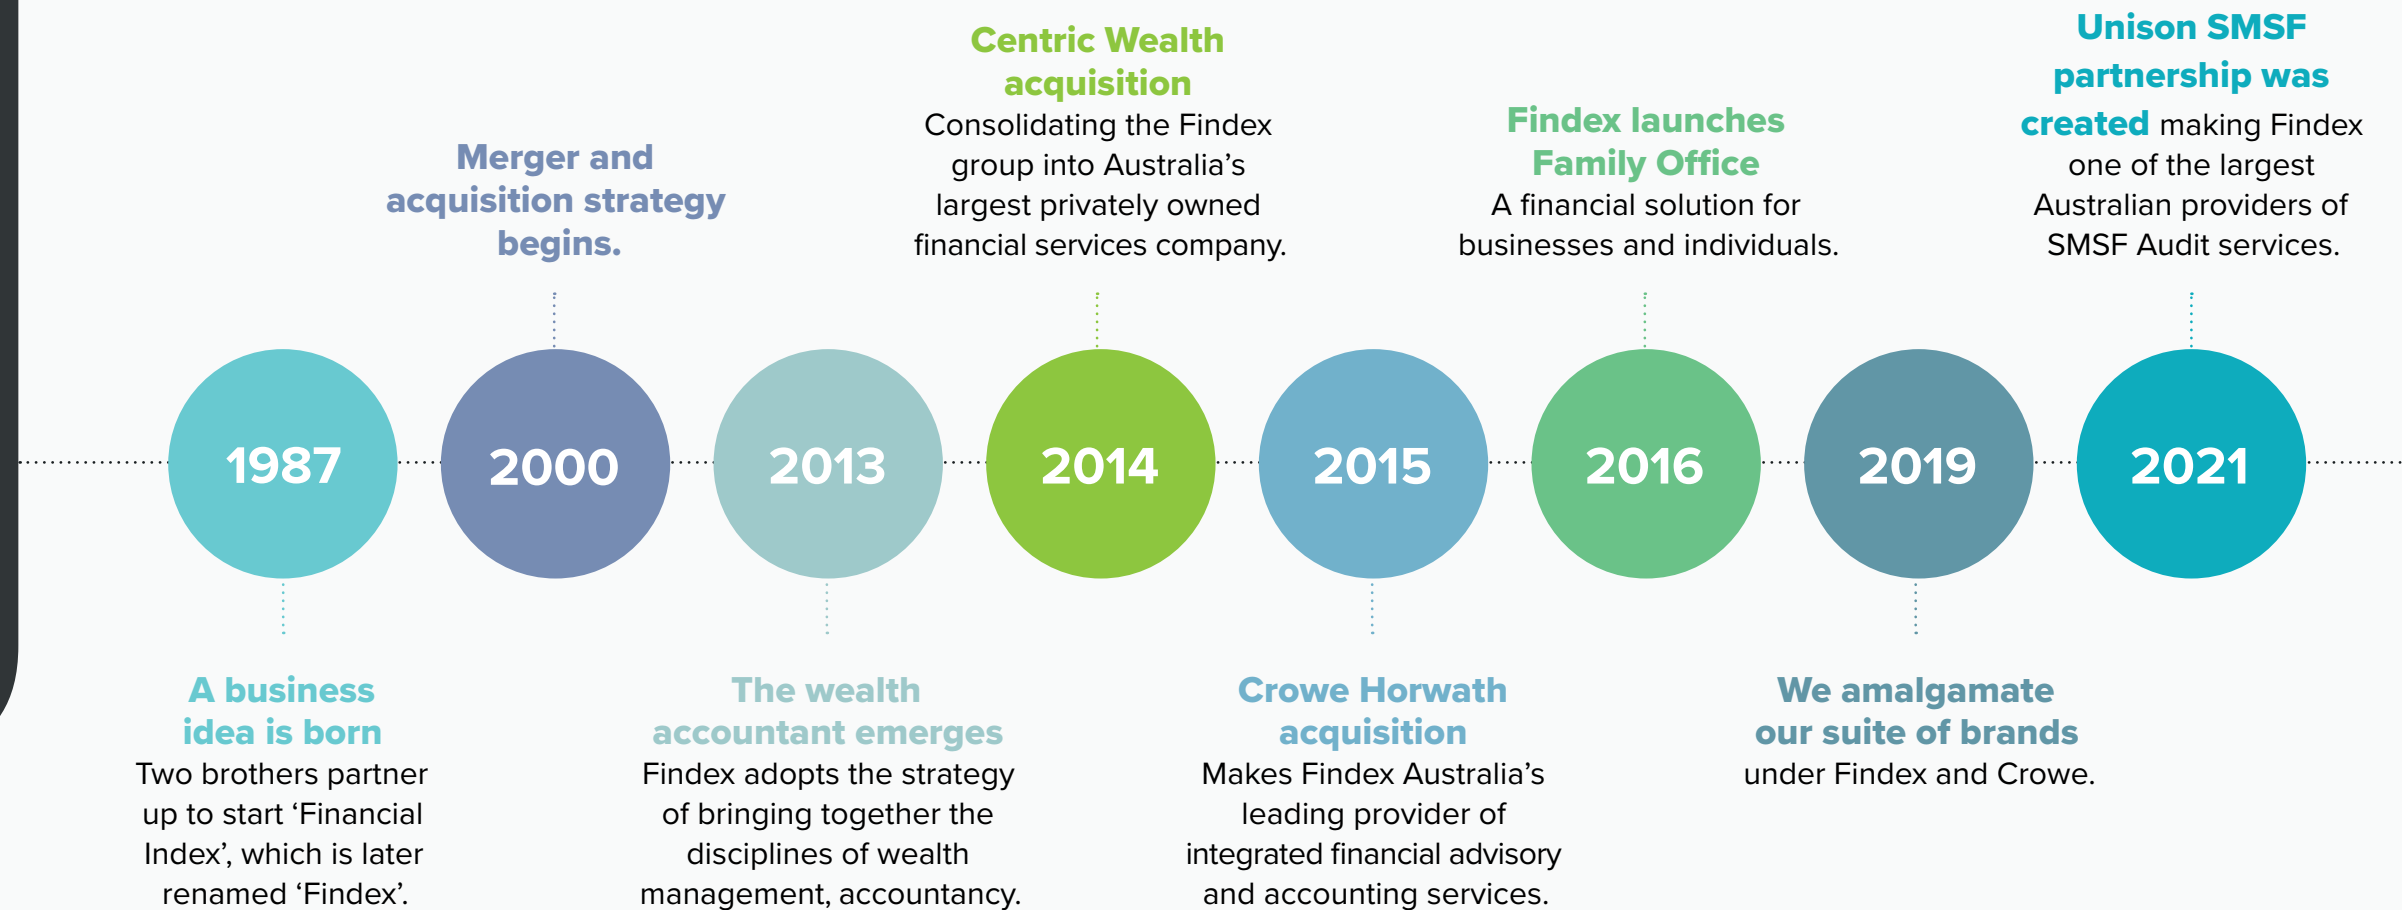 1987
A business
idea is born
Two brothers partner
up to start ‘Financial
Index’, which is later
renamed ‘Findex’.
Merger and
acquisition strategy
begins.
2000
2013
The wealth
accountant emerges
Findex adopts the strategy
of bringing together the
disciplines of wealth
management, accountancy.
Centric Wealth
acquisition
Consolidating the Findex
group into Australia’s
largest privately owned
financial services company.
2014
2015
Crowe Horwath
acquisition
Makes Findex Australia’s
leading provider of
integrated financial advisory
and accounting services.
Findex launches
Family Office
A financial solution for
businesses and individuals.
2016
2019
We amalgamate
our suite of brands
under Findex and Crowe.
Unison SMSF
partnership was
created making Findex
one of the largest
Australian providers of
SMSF Audit services.
2021